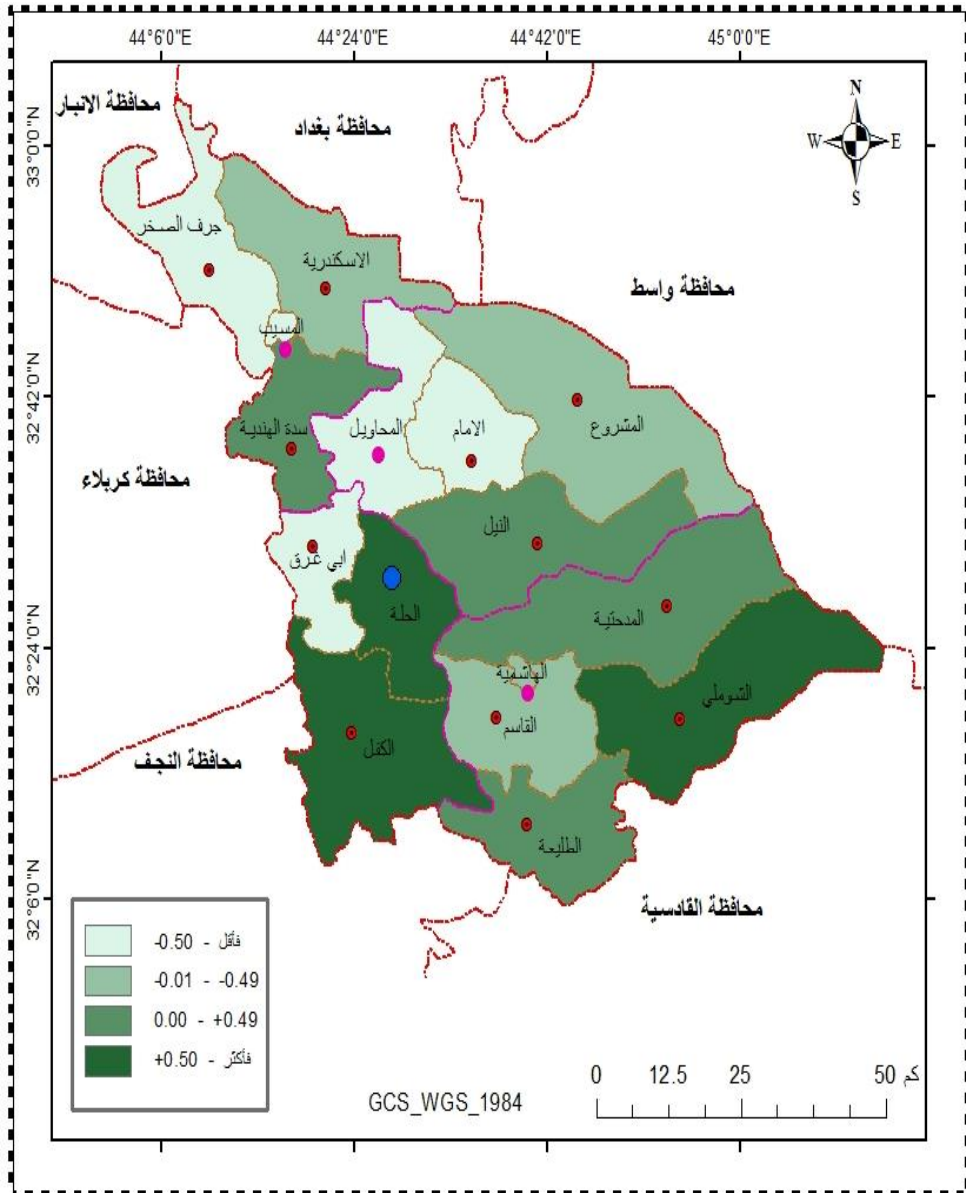 44°6'0"E 44°24'0"E 44°42'0"E 45°0'0"E
33°0'0"N
32°42'0"N
32°24'0"N
32°6'0"N
محافظة الانبار
محافظة بغداد
N
W E
S
جرف الصخر
الاسكندرية
محافظة واسط
المسيب
المشروع
الامام
المحاويل
سدة الهندية
محافظة كربلاء
النيل
ابي غرق
الحلة
المدحتية
الهاشمية
الشوملي
القاسم
الكفل
محافظة النجف
الطليعة
محافظة القادسية
-0.50 - فأقل
-0.01 - -0.49
0.00 - +0.49
+0.50 - فأكثر
0 12.5 25 50 كم
GCS_WGS_1984